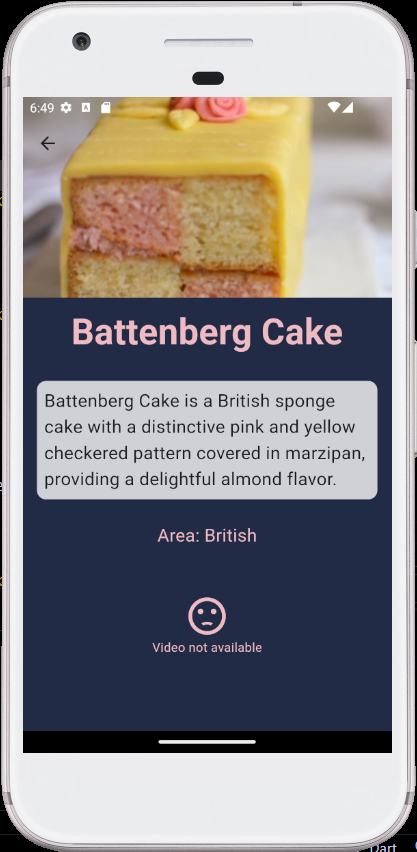 6:49
Battenberg Cake
Battenberg Cake is a British sponge
cake with a distinctive pink and yellow
checkered pattern covered in marzipan,
providing a delightful almond flavor.
Area: British
Video not available
Dart